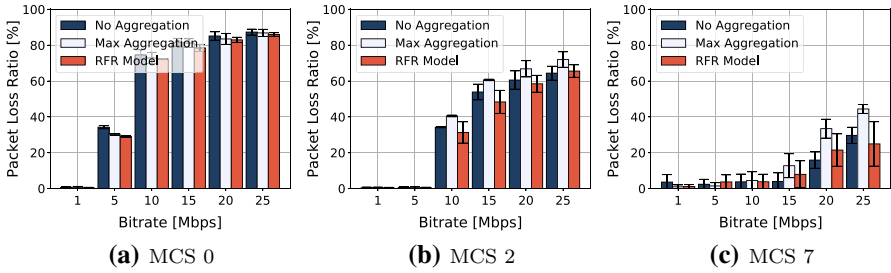 Packet Loss Ratio [%]
100
80
60
40
20
0
No Aggregation
Max Aggregation
RFR Model
1 5 10 15 20 25
Bitrate [Mbps]
(a) MCS 0
Packet Loss Ratio [%]
100
80
60
40
20
0
No Aggregation
Max Aggregation
RFR Model
1 5 10 15 20 25
Bitrate [Mbps]
(b) MCS 2
Packet Loss Ratio [%]
100
80
60
40
20
0
No Aggregation
Max Aggregation
RFR Model
1 5 10 15 20 25
Bitrate [Mbps]
(c) MCS 7